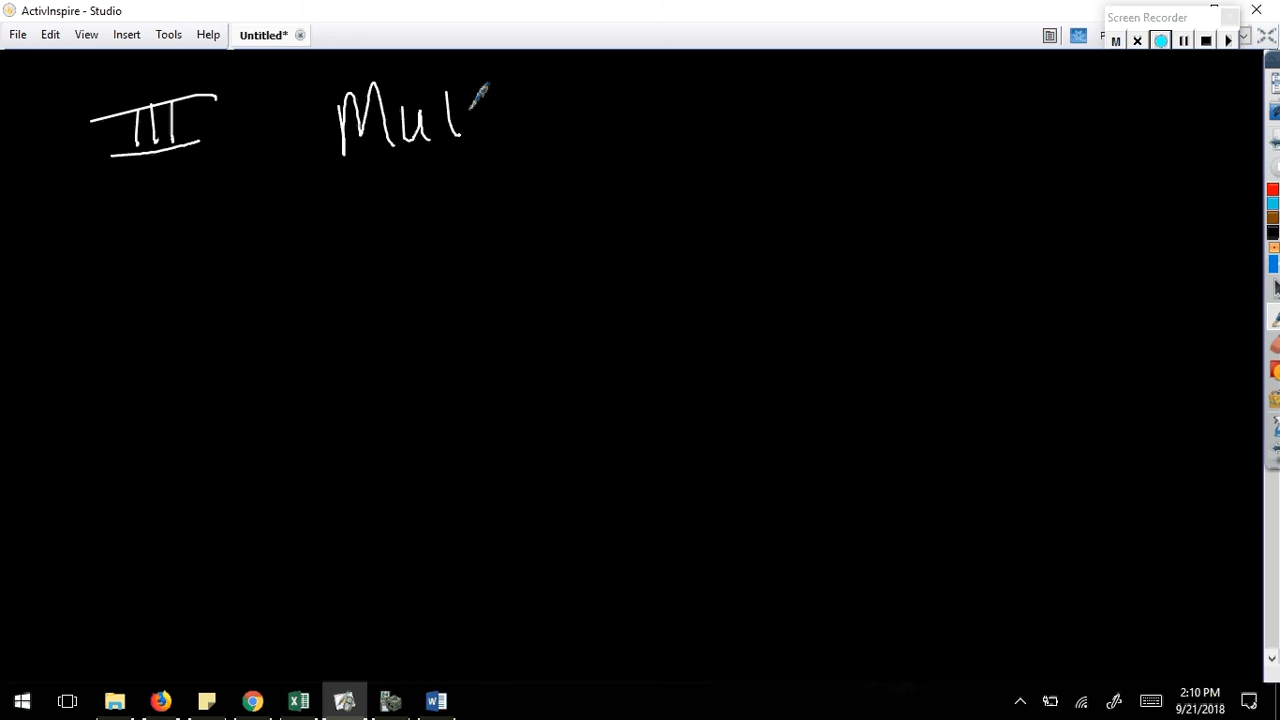 ActivInspire - Studio
Screen Recorder
File Edit View Insert Tools Help Untitled*
M
III Mul
2:10 PM
9/21/2018